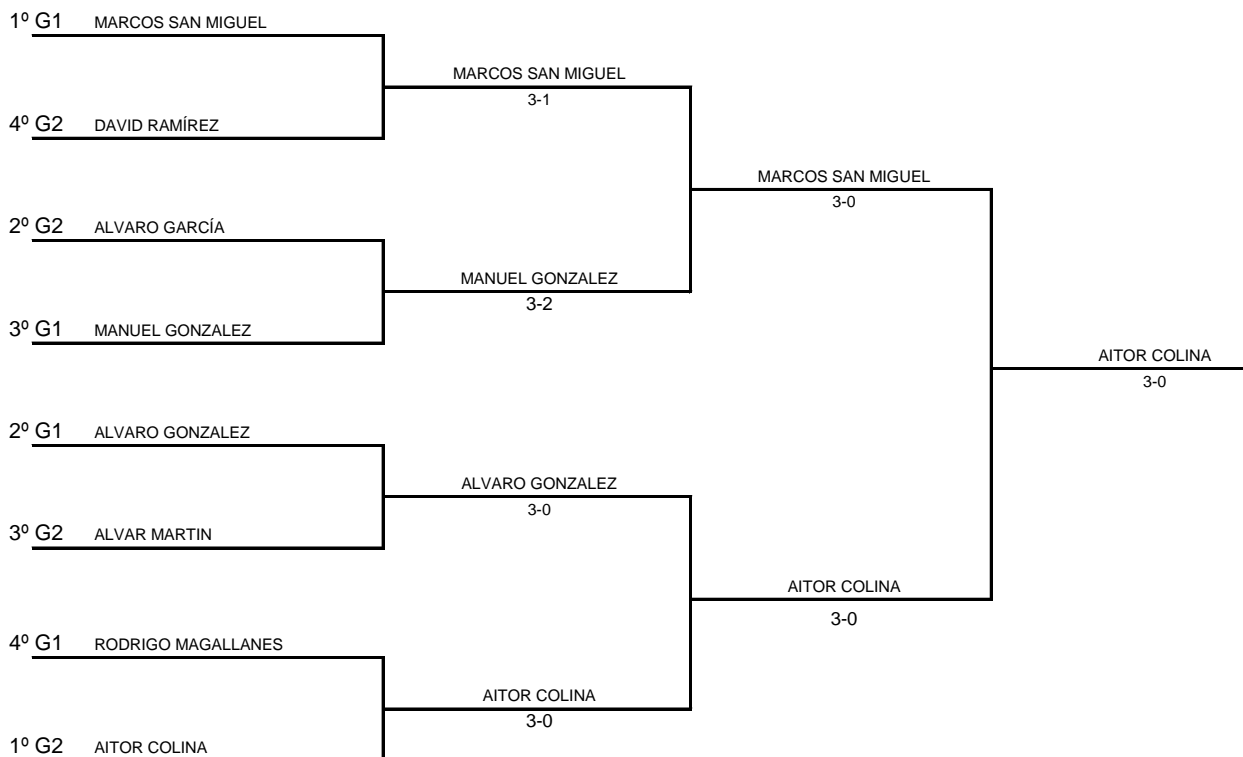 1º G1 MARCOS SAN MIGUEL
MARCOS SAN MIGUEL
3-1
4º G2 DAVID RAMÍREZ
MARCOS SAN MIGUEL
3-0
2º G2 ALVARO GARCÍA
MANUEL GONZALEZ
3-2
3º G1 MANUEL GONZALEZ
AITOR COLINA
3-0
2º G1 ALVARO GONZALEZ
ALVARO GONZALEZ
3-0
3º G2 ALVAR MARTIN
AITOR COLINA
3-0
4º G1 RODRIGO MAGALLANES
AITOR COLINA
3-0
1º G2 AITOR COLINA